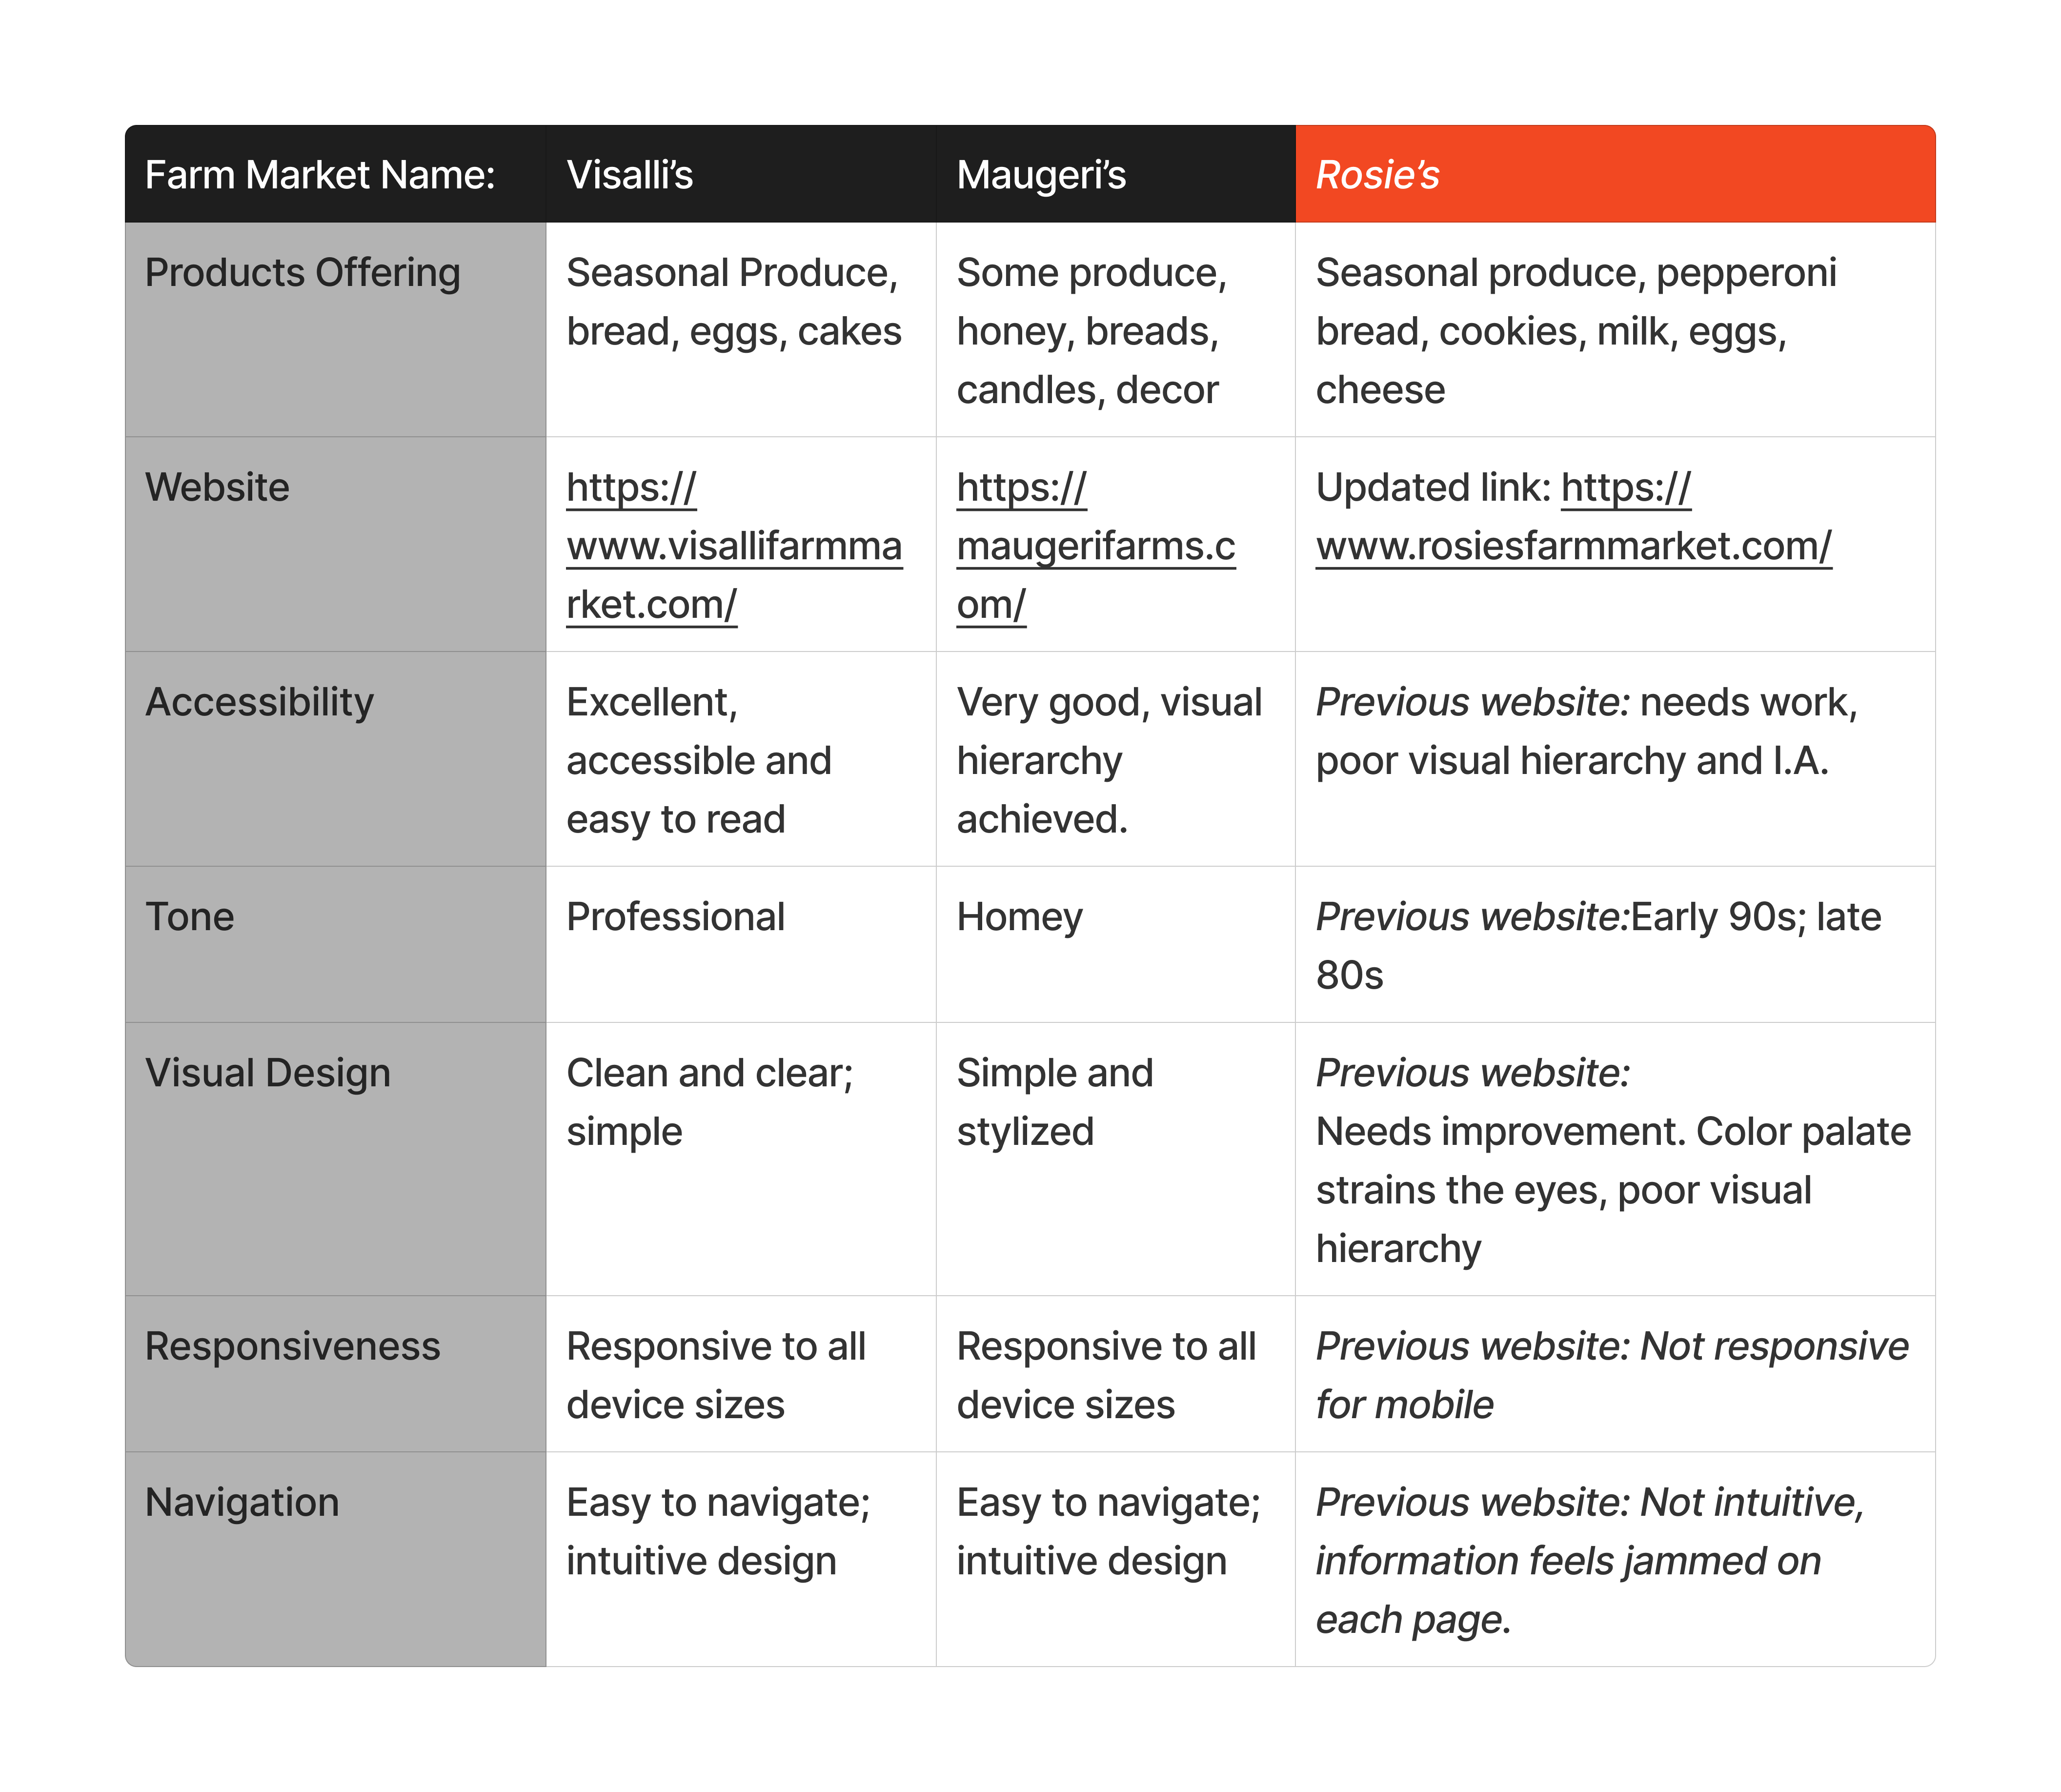 Farm Market Name:
Visalli’s
Maugeri’s
Rosie’s
Products Offering
Seasonal Produce,
bread, eggs, cakes
Some produce,
honey, breads,
candles, decor
Seasonal produce, pepperoni
bread, cookies, milk, eggs,
cheese
Website
https://
www.visallifarmma
rket.com/
https://
maugerifarms.c
om/
Updated link: https://
www.rosiesfarmmarket.com/
Accessibility
Excellent,
accessible and
easy to read
Very good, visual
hierarchy
achieved.
Previous website: needs work,
poor visual hierarchy and I.A.
Tone
Professional
Homey
Previous website:Early 90s; late
80s
Visual Design
Clean and clear;
simple
Simple and
stylized
Previous website:
Needs improvement. Color palate
strains the eyes, poor visual
hierarchy
Responsiveness
Responsive to all
device sizes
Responsive to all
device sizes
Previous website: Not responsive
for mobile
Navigation
Easy to navigate;
intuitive design
Easy to navigate;
intuitive design
Previous website: Not intuitive,
information feels jammed on
each page.